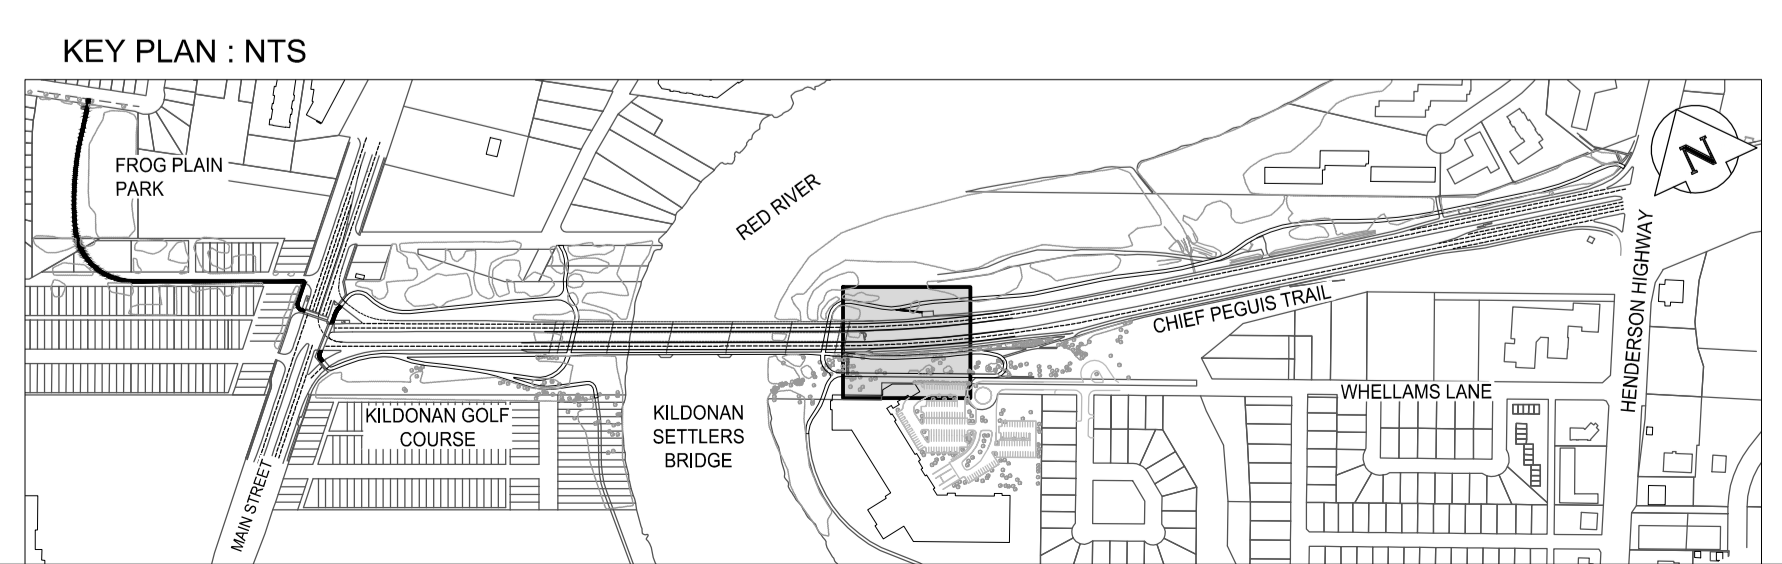 KEY PLAN : NTS
FROG PLAIN
PARK
RED RIVER
N
CHIEF PEGUIS TRAIL
HENDERSON HIGHWAY
WHELLAMS LANE
KILDONAN GOLF
COURSE
KILDONAN
SETTLERS
BRIDGE
MAIN STREET